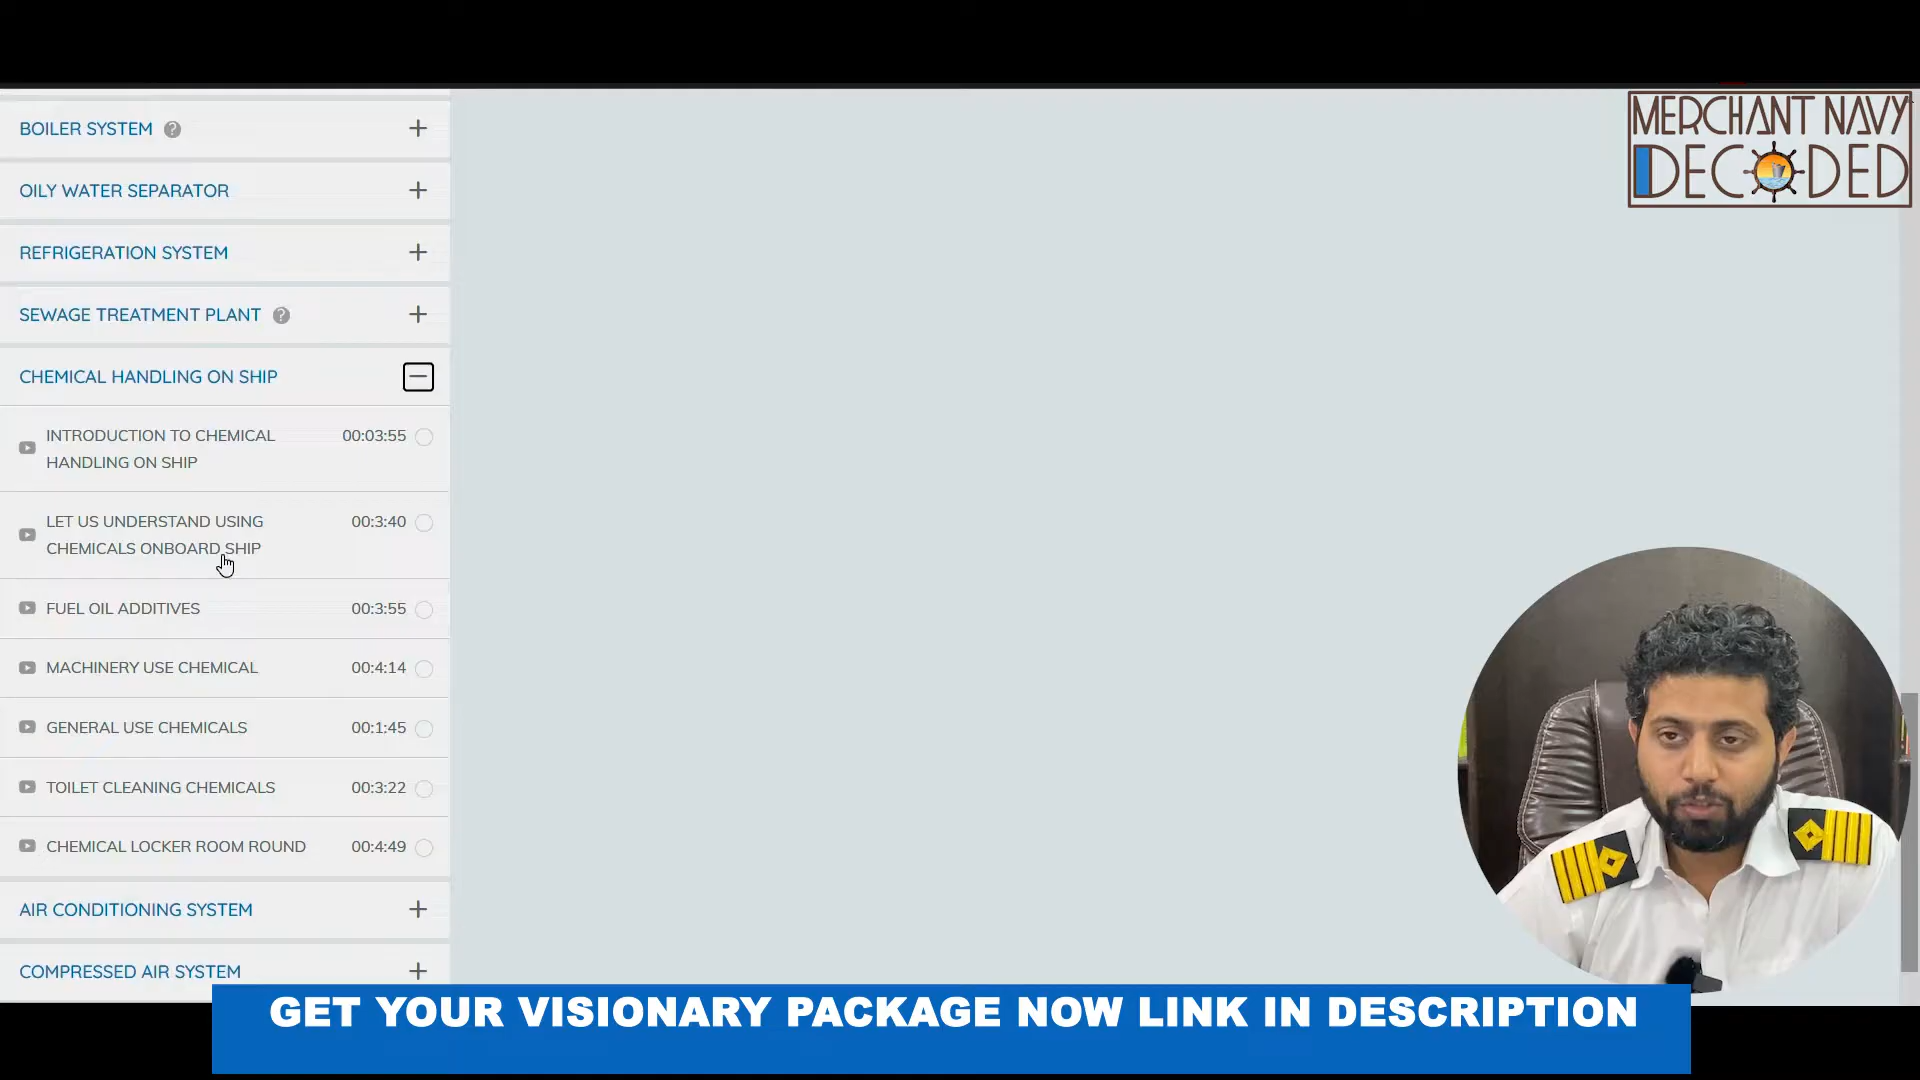 MERCHANT NAVY
DECODED
BOILER SYSTEM ?
OILY WATER SEPARATOR
REFRIGERATION SYSTEM
SEWAGE TREATMENT PLANT ?
CHEMICAL HANDLING ON SHIP
INTRODUCTION TO CHEMICAL 00:03:55
HANDLING ON SHIP
LET US UNDERSTAND USING 00:3:40
CHEMICALS ONBOARD SHIP
FUEL OIL ADDITIVES 00:3:55
MACHINERY USE CHEMICAL 00:4:14
GENERAL USE CHEMICALS 00:1:45
TOILET CLEANING CHEMICALS 00:3:22
CHEMICAL LOCKER ROOM ROUND 00:4:49
AIR CONDITIONING SYSTEM
COMPRESSED AIR SYSTEM
GET YOUR VISIONARY PACKAGE NOW LINK IN DESCRIPTION